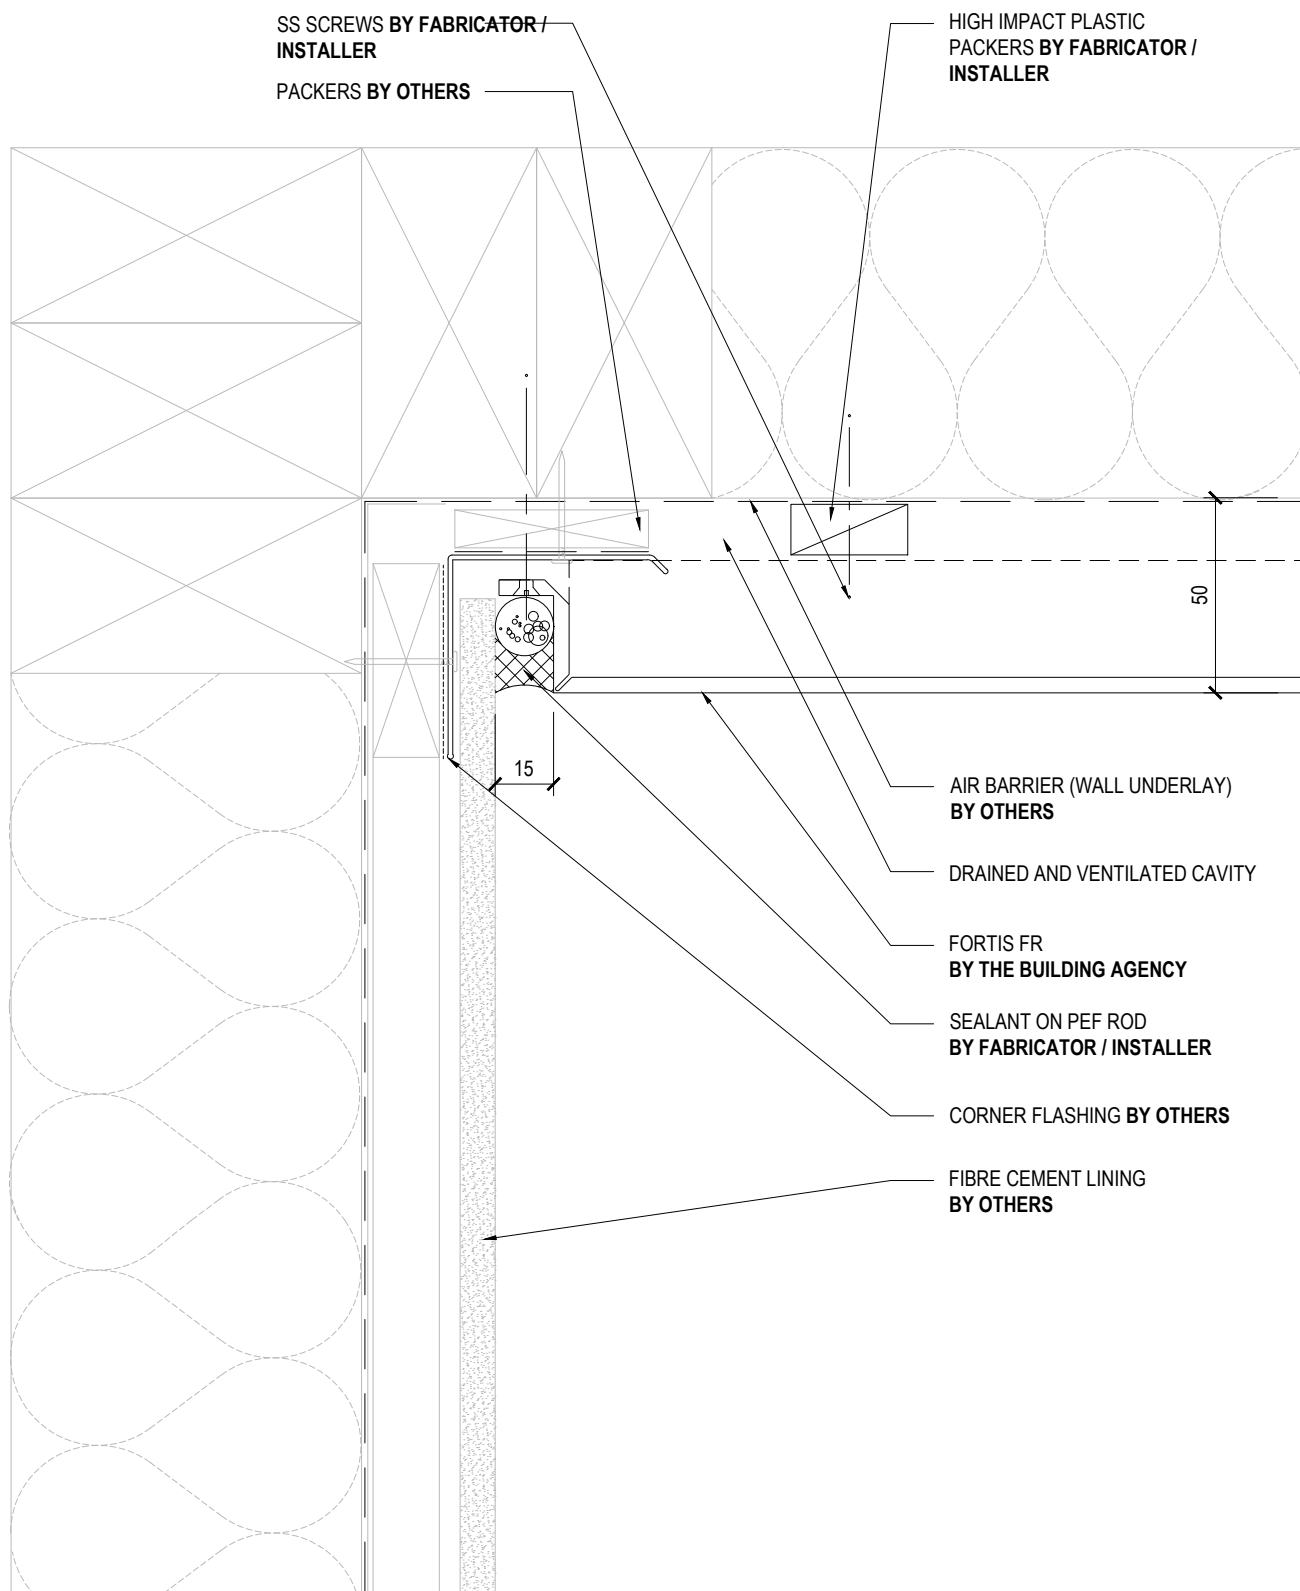 SS SCREWS BY FABRICATOR /
INSTALLER
PACKERS BY OTHERS
HIGH IMPACT PLASTIC
PACKERS BY FABRICATOR /
INSTALLER
50
15
AIR BARRIER (WALL UNDERLAY)
BY OTHERS
DRAINED AND VENTILATED CAVITY
FORTIS FR
BY THE BUILDING AGENCY
SEALANT ON PEF ROD
BY FABRICATOR / INSTALLER
CORNER FLASHING BY OTHERS
FIBRE CEMENT LINING
BY OTHERS